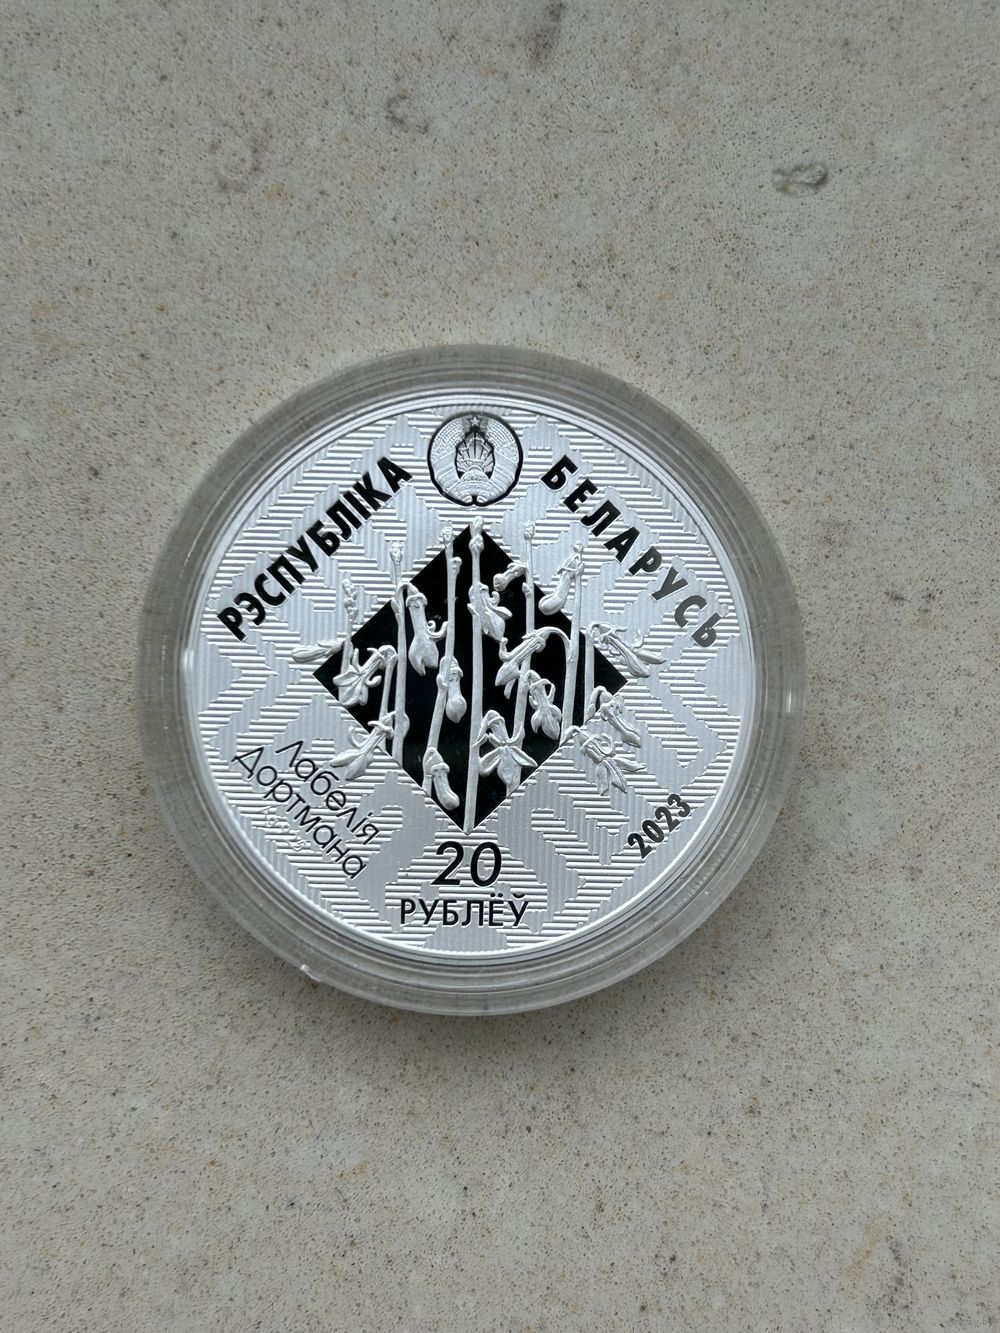 РЭСПУБЛІКА БЕЛАРУСЬ
Лабелія
Дортмана
20
РУБЛЁЎ
2023